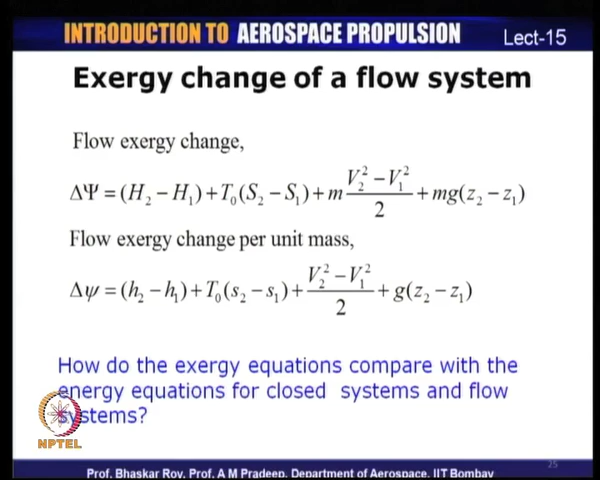 INTRODUCTION TO AEROSPACE PROPULSION Lect-15
Exergy change of a flow system
Flow exergy change,
ΔΨ = (H₂ − H₁) + T₀(S₂ − S₁) + m (V₂² − V₁²)/2 + mg(z₂ − z₁)
Flow exergy change per unit mass,
Δψ = (h₂ − h₁) + T₀(s₂ − s₁) + (V₂² − V₁²)/2 + g(z₂ − z₁)
How do the exergy equations compare with the
energy equations for closed systems and flow
systems?
NPTEL
25
Prof. Bhaskar Roy, Prof. A M Pradeep, Department of Aerospace, IIT Bombay